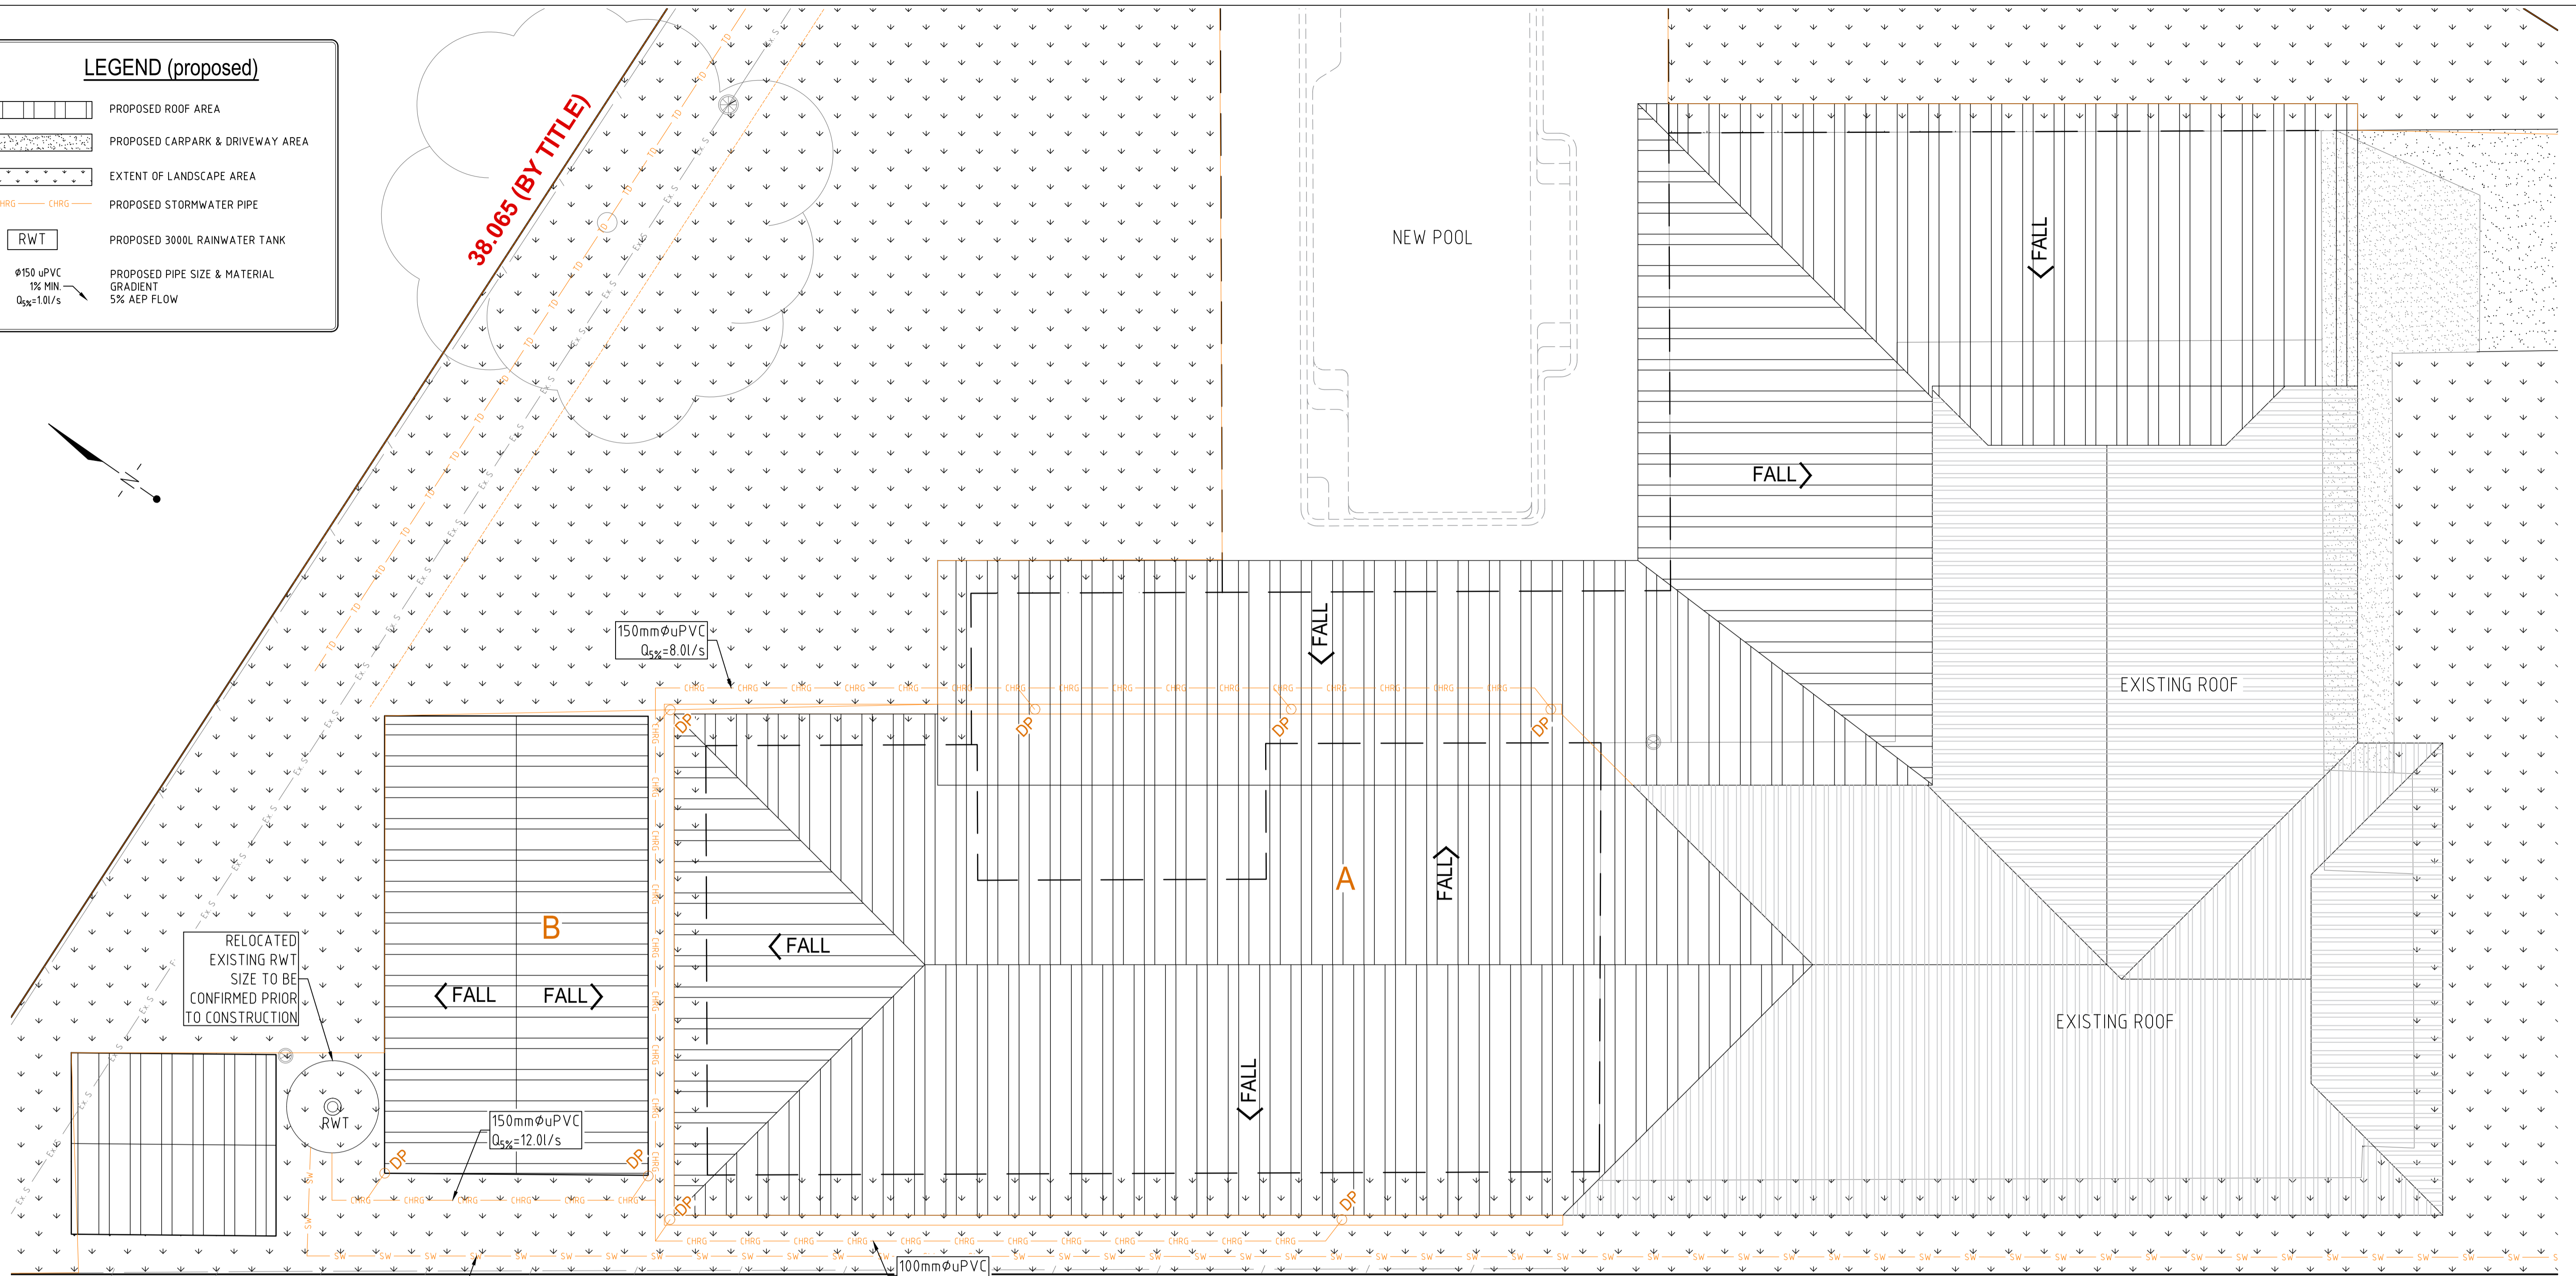 LEGEND (proposed)
PROPOSED ROOF AREA
PROPOSED CARPARK & DRIVEWAY AREA
EXTENT OF LANDSCAPE AREA
HRG CHRG PROPOSED STORMWATER PIPE
RWT PROPOSED 3000L RAINWATER TANK
Ø150 uPVC PROPOSED PIPE SIZE & MATERIAL
1% MIN. GRADIENT
Q5%=1.0l/s 5% AEP FLOW
38.065 (BY TITLE)
N
NEW POOL
FALL
FALL
FALL
EXISTING ROOF
150mmØuPVC
Q5%=8.0l/s
DP
DP
DP
DP
A
FALL
B
FALL
RELOCATED
EXISTING RWT
SIZE TO BE
CONFIRMED PRIOR
TO CONSTRUCTION
FALL FALL
EXISTING ROOF
FALL
RWT
150mmØuPVC
Q5%=12.0l/s
DP
DP
DP
DP
100mmØuPVC